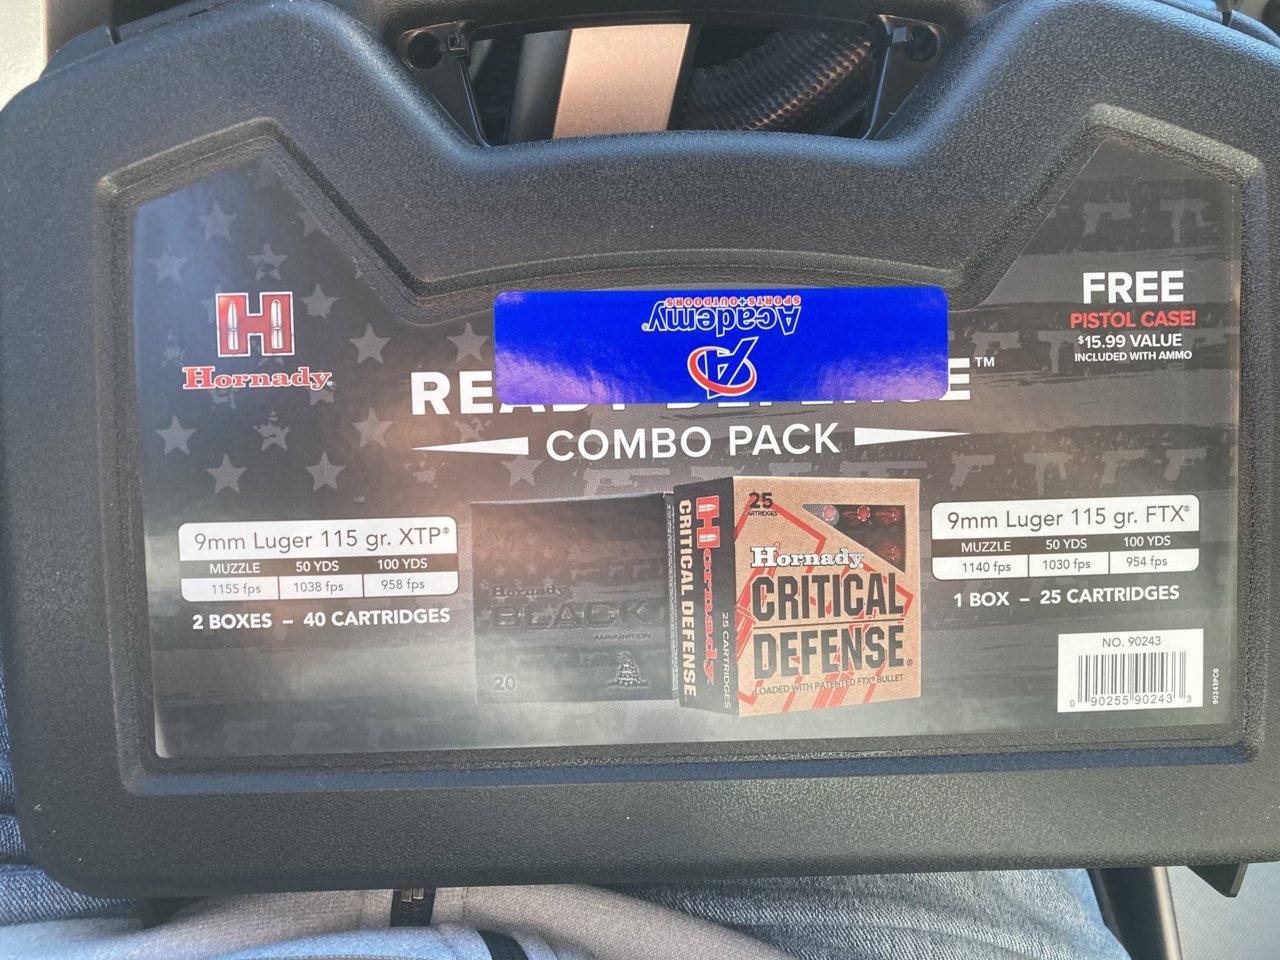 Academy®
SPORTS+OUTDOORS
Hornady®
FREE
PISTOL CASE!
$15.99 VALUE
INCLUDED WITH AMMO
™
COMBO PACK
9mm Luger 115 gr. XTP®
MUZZLE 50 YDS 100 YDS
1155 fps 1038 fps 958 fps
2 BOXES – 40 CARTRIDGES
Hornady
BLACK
AMMUNITION
20
CRITICAL DEFENSE
Hornady
25 CARTRIDGES
25
CARTRIDGES
Hornady
CRITICAL
DEFENSE®
LOADED WITH PATENTED FTX® BULLET
9mm Luger 115 gr. FTX®
MUZZLE 50 YDS 100 YDS
1140 fps 1030 fps 954 fps
1 BOX – 25 CARTRIDGES
NO. 90243
0 90255 90243 3
90243PCB